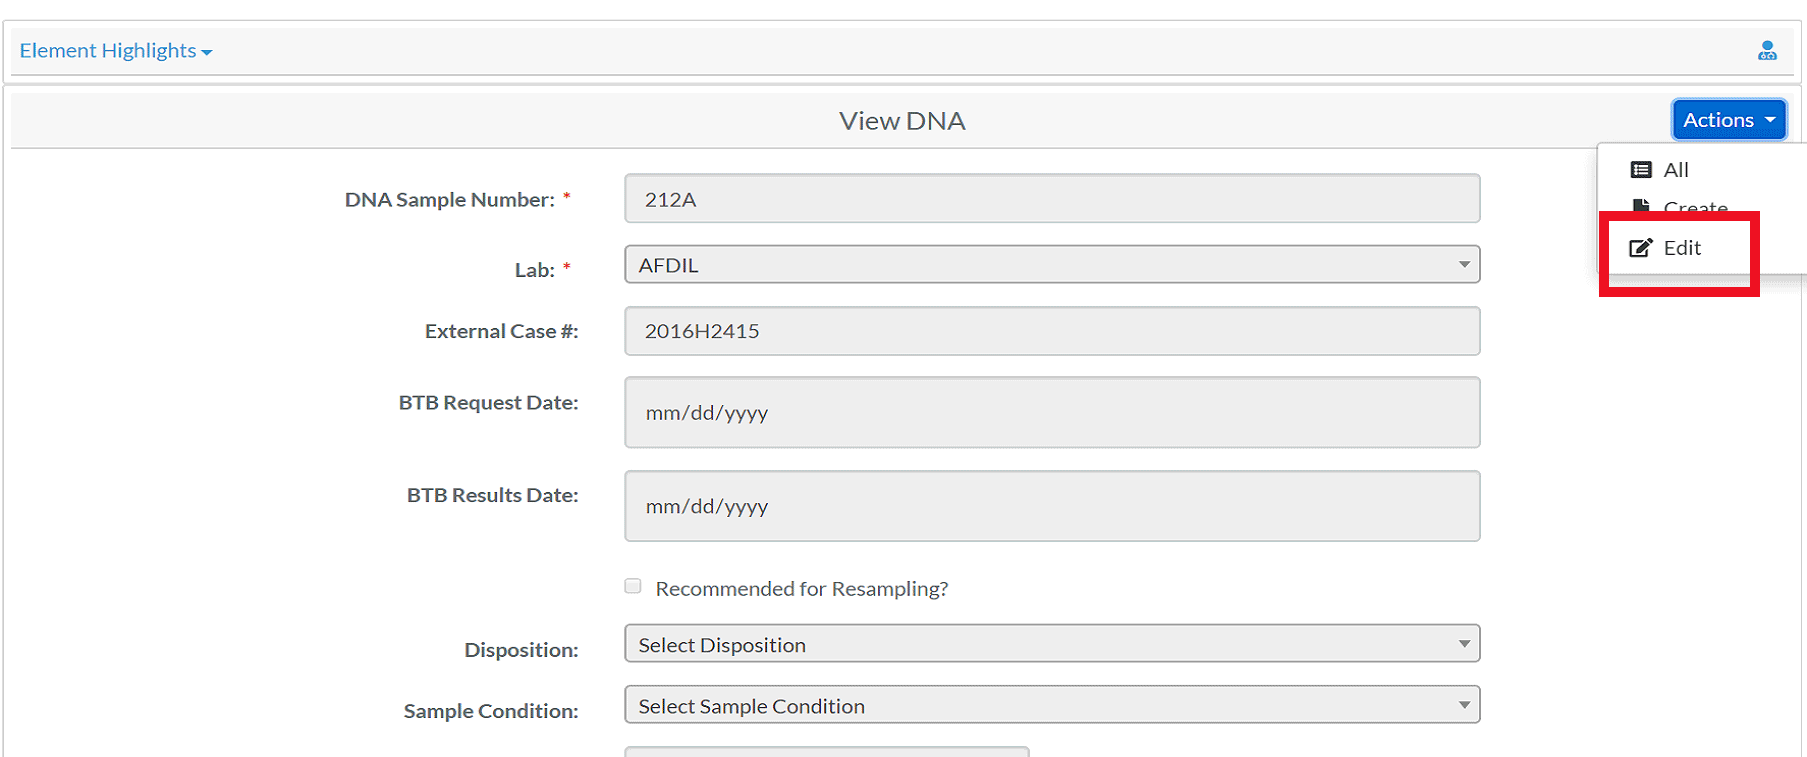 Element Highlights
View DNA
Actions
All
Create
Edit
DNA Sample Number: *
212A
Lab: *
AFDIL
External Case #:
2016H2415
BTB Request Date:
mm/dd/yyyy
BTB Results Date:
mm/dd/yyyy
Recommended for Resampling?
Disposition:
Select Disposition
Sample Condition:
Select Sample Condition